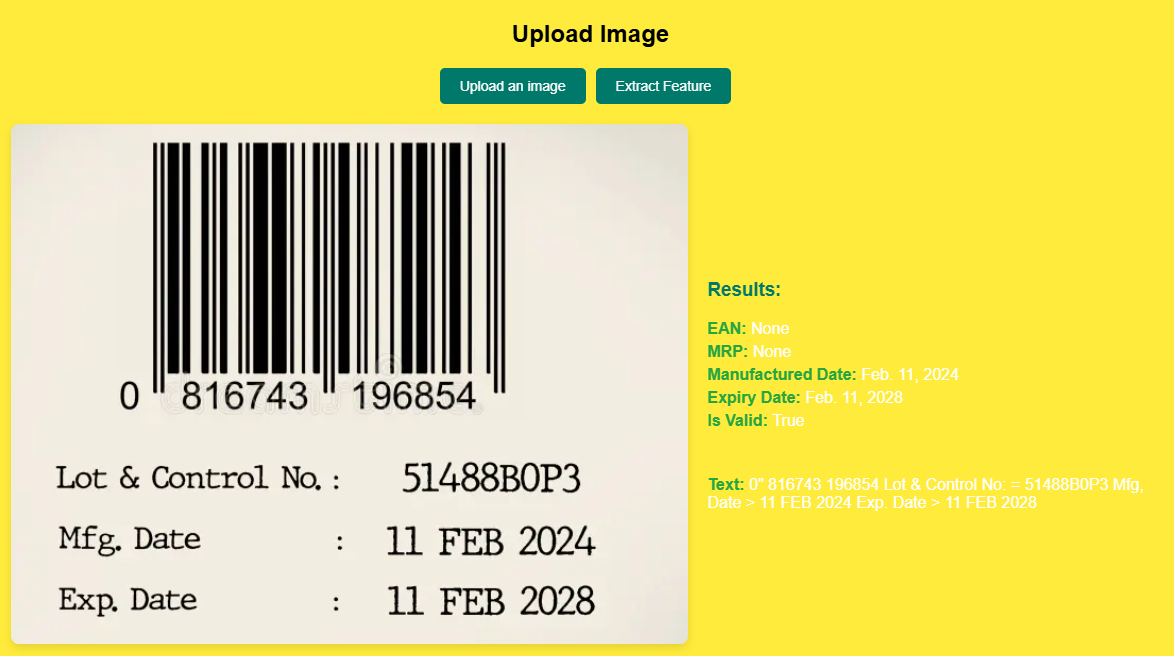 Upload Image
Upload an image
Extract Feature
0 816743 196854
Lot & Control No. : 51488B0P3
Mfg. Date : 11 FEB 2024
Exp. Date : 11 FEB 2028
Results:
EAN: None
MRP: None
Manufactured Date: Feb. 11, 2024
Expiry Date: Feb. 11, 2028
Is Valid: True
Text: 0" 816743 196854 Lot & Control No: = 51488B0P3 Mfg,
Date > 11 FEB 2024 Exp. Date > 11 FEB 2028